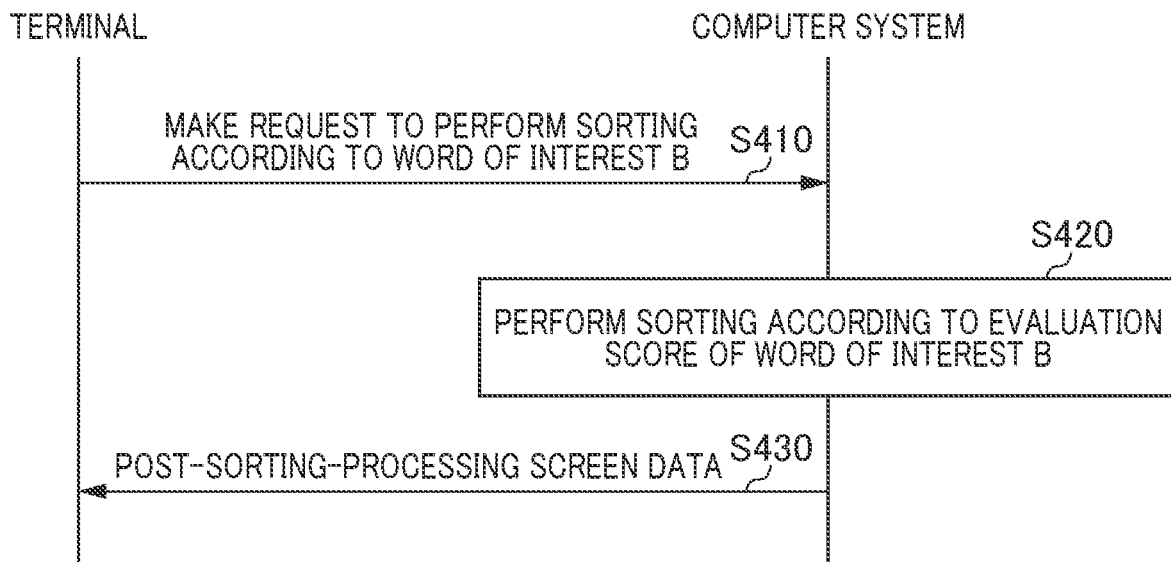 TERMINAL
COMPUTER SYSTEM
MAKE REQUEST TO PERFORM SORTING
ACCORDING TO WORD OF INTEREST B
S410
S420
PERFORM SORTING ACCORDING TO EVALUATION
SCORE OF WORD OF INTEREST B
POST-SORTING-PROCESSING SCREEN DATA
S430